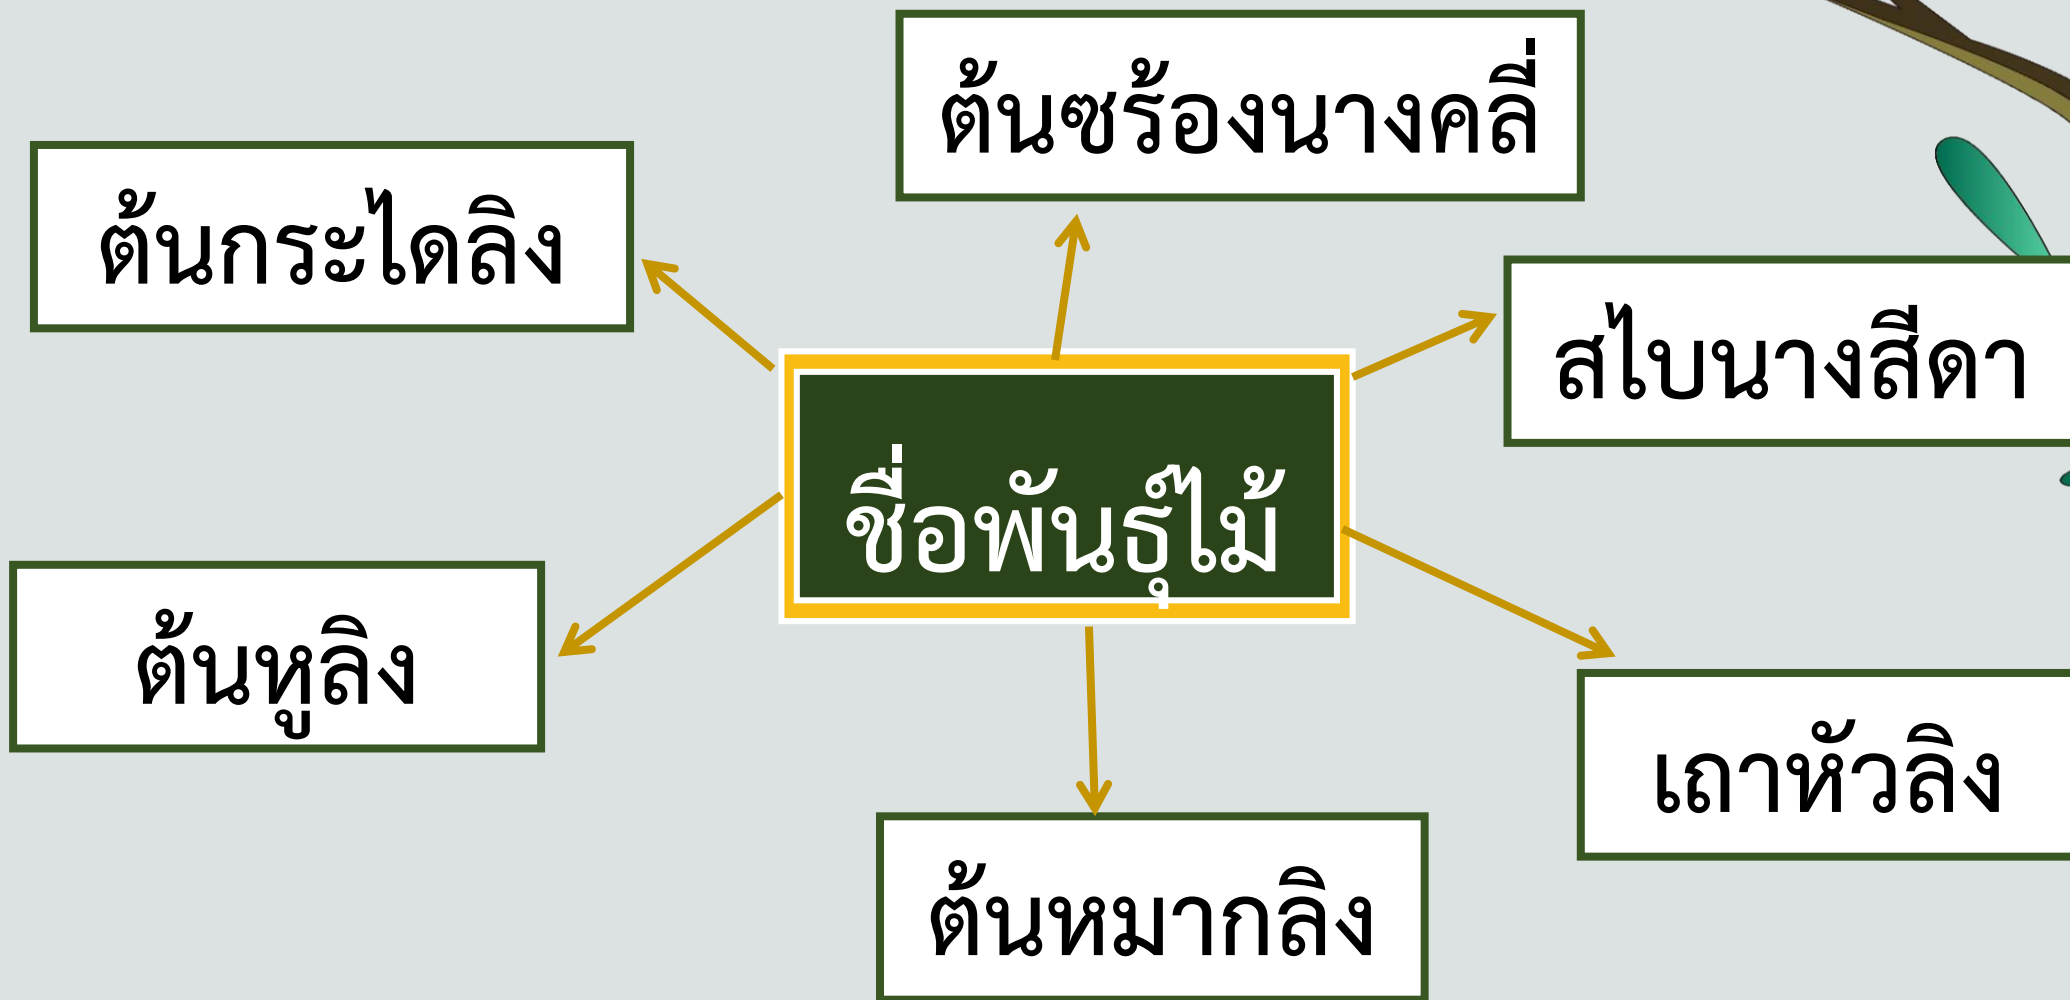 ต้นซร้องนางคลี่
ต้นกระไดลิง
สไบนางสีดา
ชื่อพันธุ์ไม้
ต้นหูลิง
เถาหัวลิง
ต้นหมากลิง